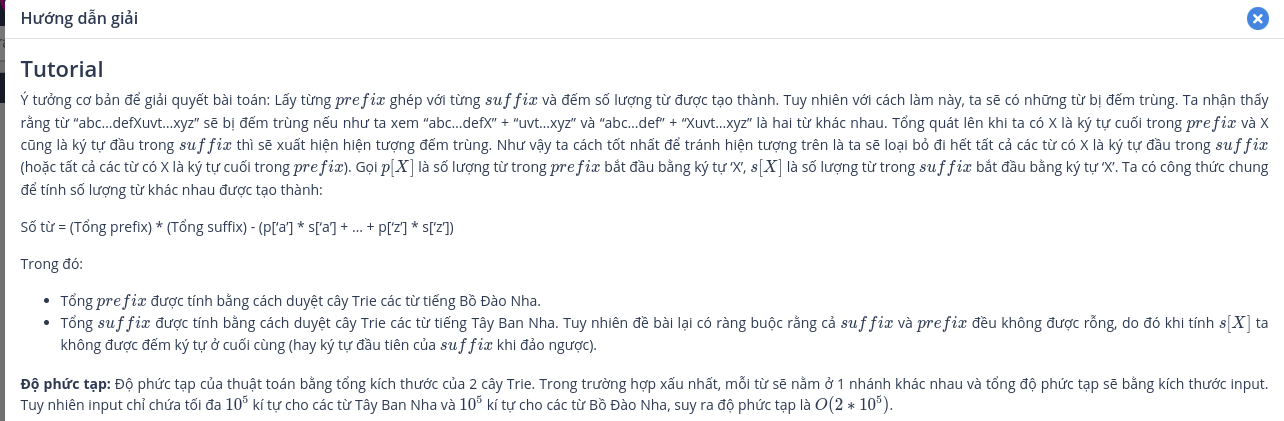 Hướng dẫn giải
Tutorial
Ý tưởng cơ bản để giải quyết bài toán: Lấy từng prefix ghép với từng suffix và đếm số lượng từ được tạo thành. Tuy nhiên với cách làm này, ta sẽ có những từ bị đếm trùng. Ta nhận thấy
rằng từ “abc...defXuvt...xyz” sẽ bị đếm trùng nếu như ta xem “abc...defX” + “uvt...xyz” và “abc...def” + “Xuvt...xyz” là hai từ khác nhau. Tổng quát lên khi ta có X là ký tự cuối trong prefix và X
cũng là ký tự đầu trong suffix thì sẽ xuất hiện hiện tượng đếm trùng. Như vậy ta cách tốt nhất để tránh hiện tượng trên là ta sẽ loại bỏ đi hết tất cả các từ có X là ký tự đầu trong suffix
(hoặc tất cả các từ có X là ký tự cuối trong prefix). Gọi p[X] là số lượng từ trong prefix bắt đầu bằng ký tự ‘X’, s[X] là số lượng từ trong suffix bắt đầu bằng ký tự ‘X’. Ta có công thức chung
để tính số lượng từ khác nhau được tạo thành:
Số từ = (Tổng prefix) * (Tổng suffix) - (p[‘a’] * s[‘a’] + ... + p[‘z’] * s[‘z’])
Trong đó:
• Tổng prefix được tính bằng cách duyệt cây Trie các từ tiếng Bồ Đào Nha.
• Tổng suffix được tính bằng cách duyệt cây Trie các từ tiếng Tây Ban Nha. Tuy nhiên đề bài lại có ràng buộc rằng cả suffix và prefix đều không được rỗng, do đó khi tính s[X] ta
không được đếm ký tự ở cuối cùng (hay ký tự đầu tiên của suffix khi đảo ngược).
Độ phức tạp: Độ phức tạp của thuật toán bằng tổng kích thước của 2 cây Trie. Trong trường hợp xấu nhất, mỗi từ sẽ nằm ở 1 nhánh khác nhau và tổng độ phức tạp sẽ bằng kích thước input.
Tuy nhiên input chỉ chứa tối đa 10⁵ kí tự cho các từ Tây Ban Nha và 10⁵ kí tự cho các từ Bồ Đào Nha, suy ra độ phức tạp là O(2 * 10⁵).